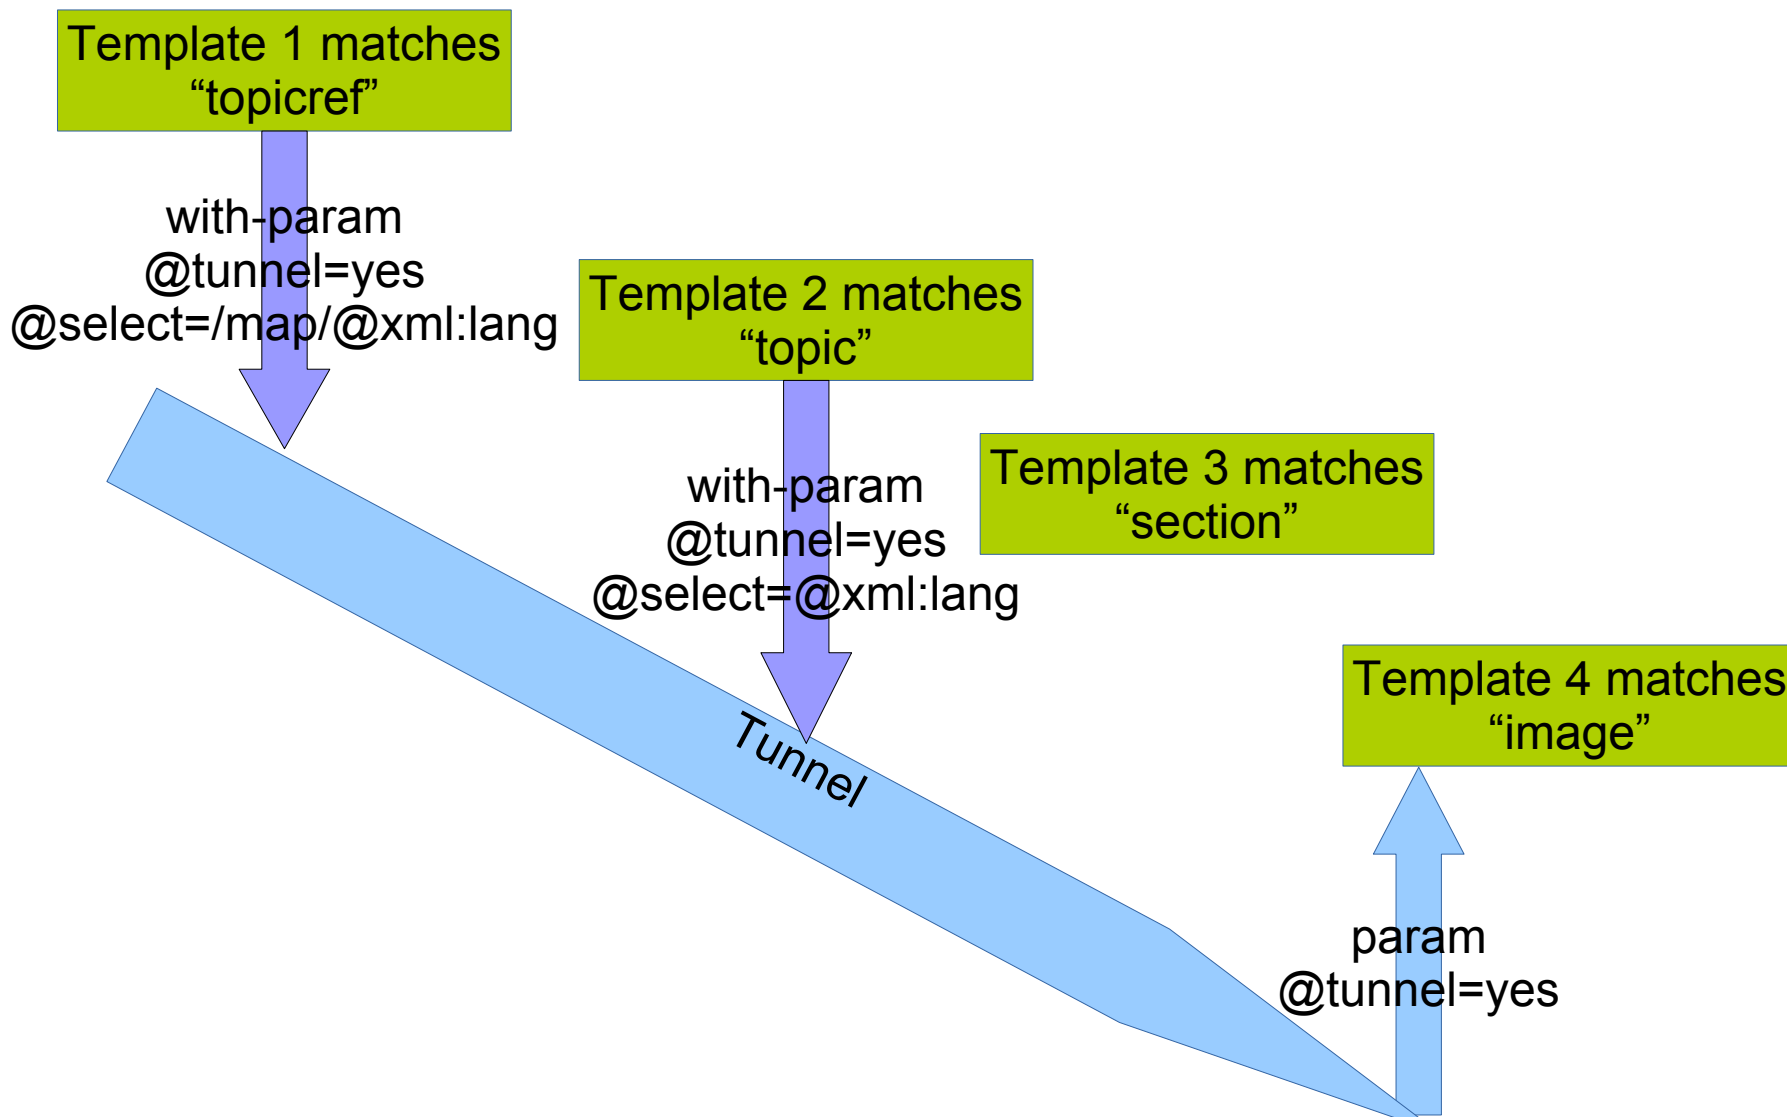 Template 1 matches
“topicref”
with-param
@tunnel=yes
@select=/map/@xml:lang
Template 2 matches
“topic”
with-param
@tunnel=yes
@select=@xml:lang
Template 3 matches
“section”
Tunnel
Template 4 matches
“image”
param
@tunnel=yes